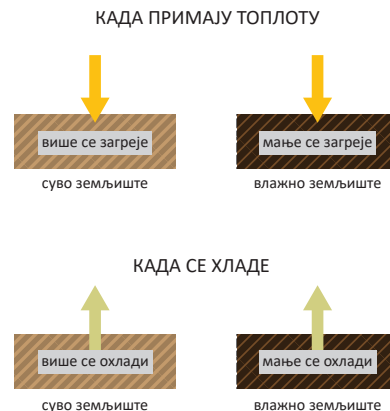 КАДА ПРИМАЈУ ТОПЛОТУ
више се загреје
мање се загреје
суво земљиште
влажно земљиште
КАДА СЕ ХЛАДЕ
више се охлади
мање се охлади
суво земљиште
влажно земљиште